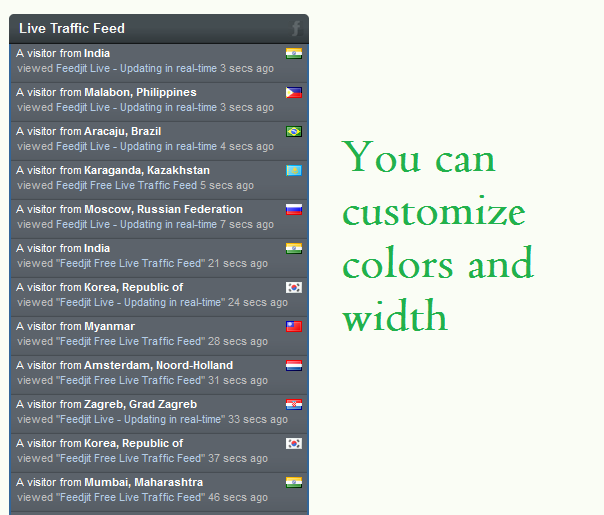 Live Traffic Feed
A visitor from India
viewed Feedjit Live - Updating in real-time 3 secs ago
A visitor from Malabon, Philippines
viewed Feedjit Live - Updating in real-time 3 secs ago
A visitor from Aracaju, Brazil
viewed Feedjit Live - Updating in real-time 4 secs ago
A visitor from Karaganda, Kazakhstan
viewed Feedjit Free Live Traffic Feed 5 secs ago
A visitor from Moscow, Russian Federation
viewed Feedjit Live - Updating in real-time 7 secs ago
A visitor from India
viewed "Feedjit Free Live Traffic Feed" 21 secs ago
A visitor from Korea, Republic of
viewed "Feedjit Live - Updating in real-time" 24 secs ago
A visitor from Myanmar
viewed "Feedjit Free Live Traffic Feed" 28 secs ago
A visitor from Amsterdam, Noord-Holland
viewed "Feedjit Free Live Traffic Feed" 31 secs ago
A visitor from Zagreb, Grad Zagreb
viewed "Feedjit Live - Updating in real-time" 33 secs ago
A visitor from Korea, Republic of
viewed "Feedjit Free Live Traffic Feed" 37 secs ago
A visitor from Mumbai, Maharashtra
viewed "Feedjit Free Live Traffic Feed" 46 secs ago
You can
customize
colors and
width